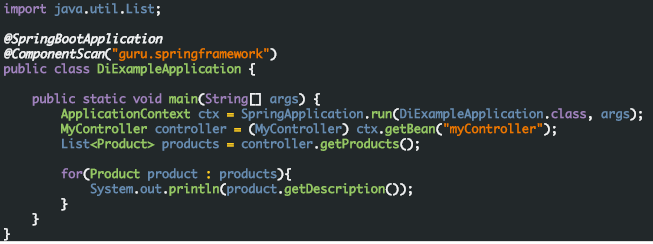 import java.util.List;
@SpringBootApplication
@ComponentScan("guru.springframework")
public class DiExampleApplication {
public static void main(String[] args) {
ApplicationContext ctx = SpringApplication.run(DiExampleApplication.class, args);
MyController controller = (MyController) ctx.getBean("myController");
List<Product> products = controller.getProducts();
for(Product product : products){
System.out.println(product.getDescription());
}
}
}